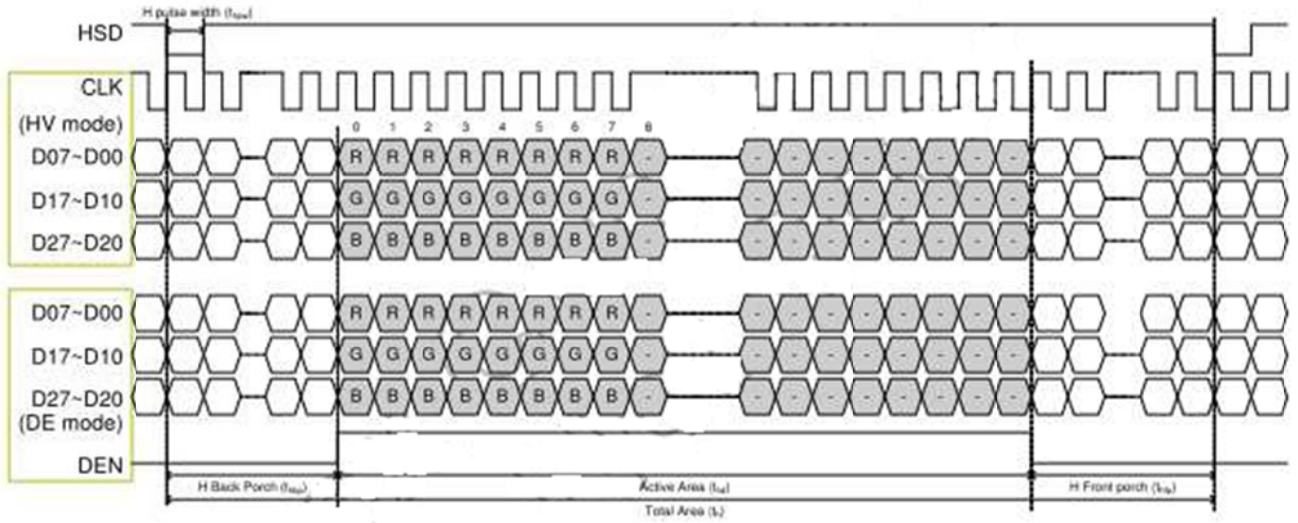 H pulse width (thpw)
HSD
CLK
(HV mode)
0 1 2 3 4 5 6 7 8
D07~D00 R R R R R R R R - - - - - - - - -
D17~D10 G G G G G G G G - - - - - - - - -
D27~D20 B B B B B B B B - - - - - - - - -
D07~D00 R R R R R R R R - - - - - - - - -
D17~D10 G G G G G G G G - - - - - - - - -
D27~D20 B B B B B B B B - - - - - - - - -
(DE mode)
DEN
H Back Porch Active Area H Front porch
Total Area (th)